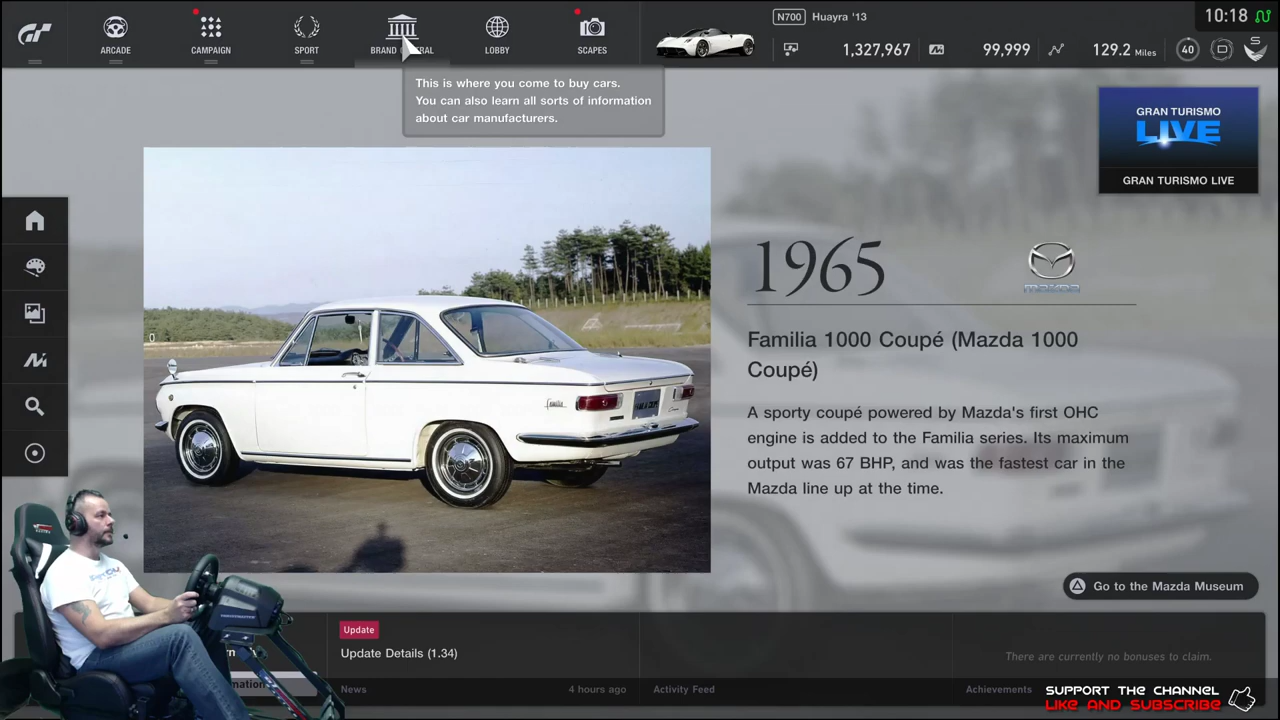 ARCADE
CAMPAIGN
SPORT
BRAND CENTRAL
LOBBY
SCAPES
N700 Huayra '13
1,327,967
99,999
129.2 Miles
40
S
10:18
This is where you come to buy cars.
You can also learn all sorts of information
about car manufacturers.
GRAN TURISMO
LIVE
GRAN TURISMO LIVE
1965
mazda
Familia 1000 Coupé (Mazda 1000
Coupé)
A sporty coupé powered by Mazda's first OHC
engine is added to the Familia series. Its maximum
output was 67 BHP, and was the fastest car in the
Mazda line up at the time.
Familia
Go to the Mazda Museum
Update
Update Details (1.34)
News
4 hours ago
Activity Feed
There are currently no bonuses to claim.
Achievements
SUPPORT THE CHANNEL
LIKE AND SUBSCRIBE